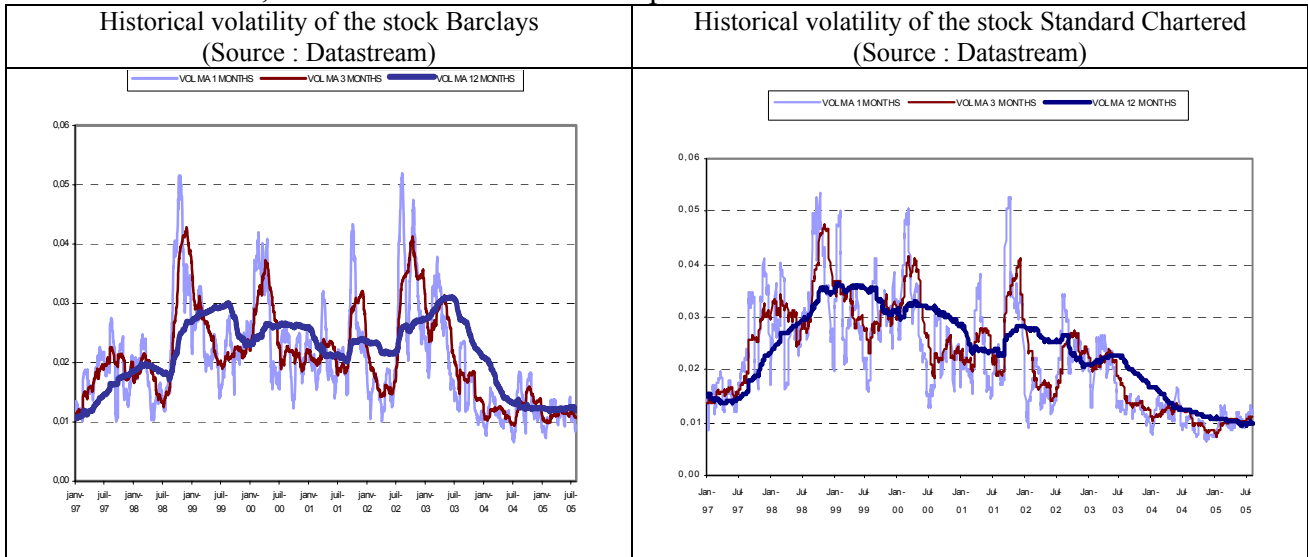 Historical volatility of the stock Barclays
(Source : Datastream)
VOL MA 1 MONTHS VOL MA 3 MONTHS VOL MA 12 MONTHS
0,06
0,05
0,04
0,03
0,02
0,01
0,00
janv- juil- janv- juil- janv- juil- janv- juil- janv- juil- janv- juil- janv- juil- janv- juil- janv- juil-
97 97 98 98 99 99 00 00 01 01 02 02 03 03 04 04 05 05
Historical volatility of the stock Standard Chartered
(Source : Datastream)
VOL MA 1 MONTHS VOL MA 3 MONTHS VOL MA 12 MONTHS
0,06
0,05
0,04
0,03
0,02
0,01
0,00
Jan- Jul- Jan- Jul- Jan- Jul- Jan- Jul- Jan- Jul- Jan- Jul- Jan- Jul- Jan- Jul- Jan- Jul-
97 97 98 98 99 99 00 00 01 01 02 02 03 03 04 04 05 05